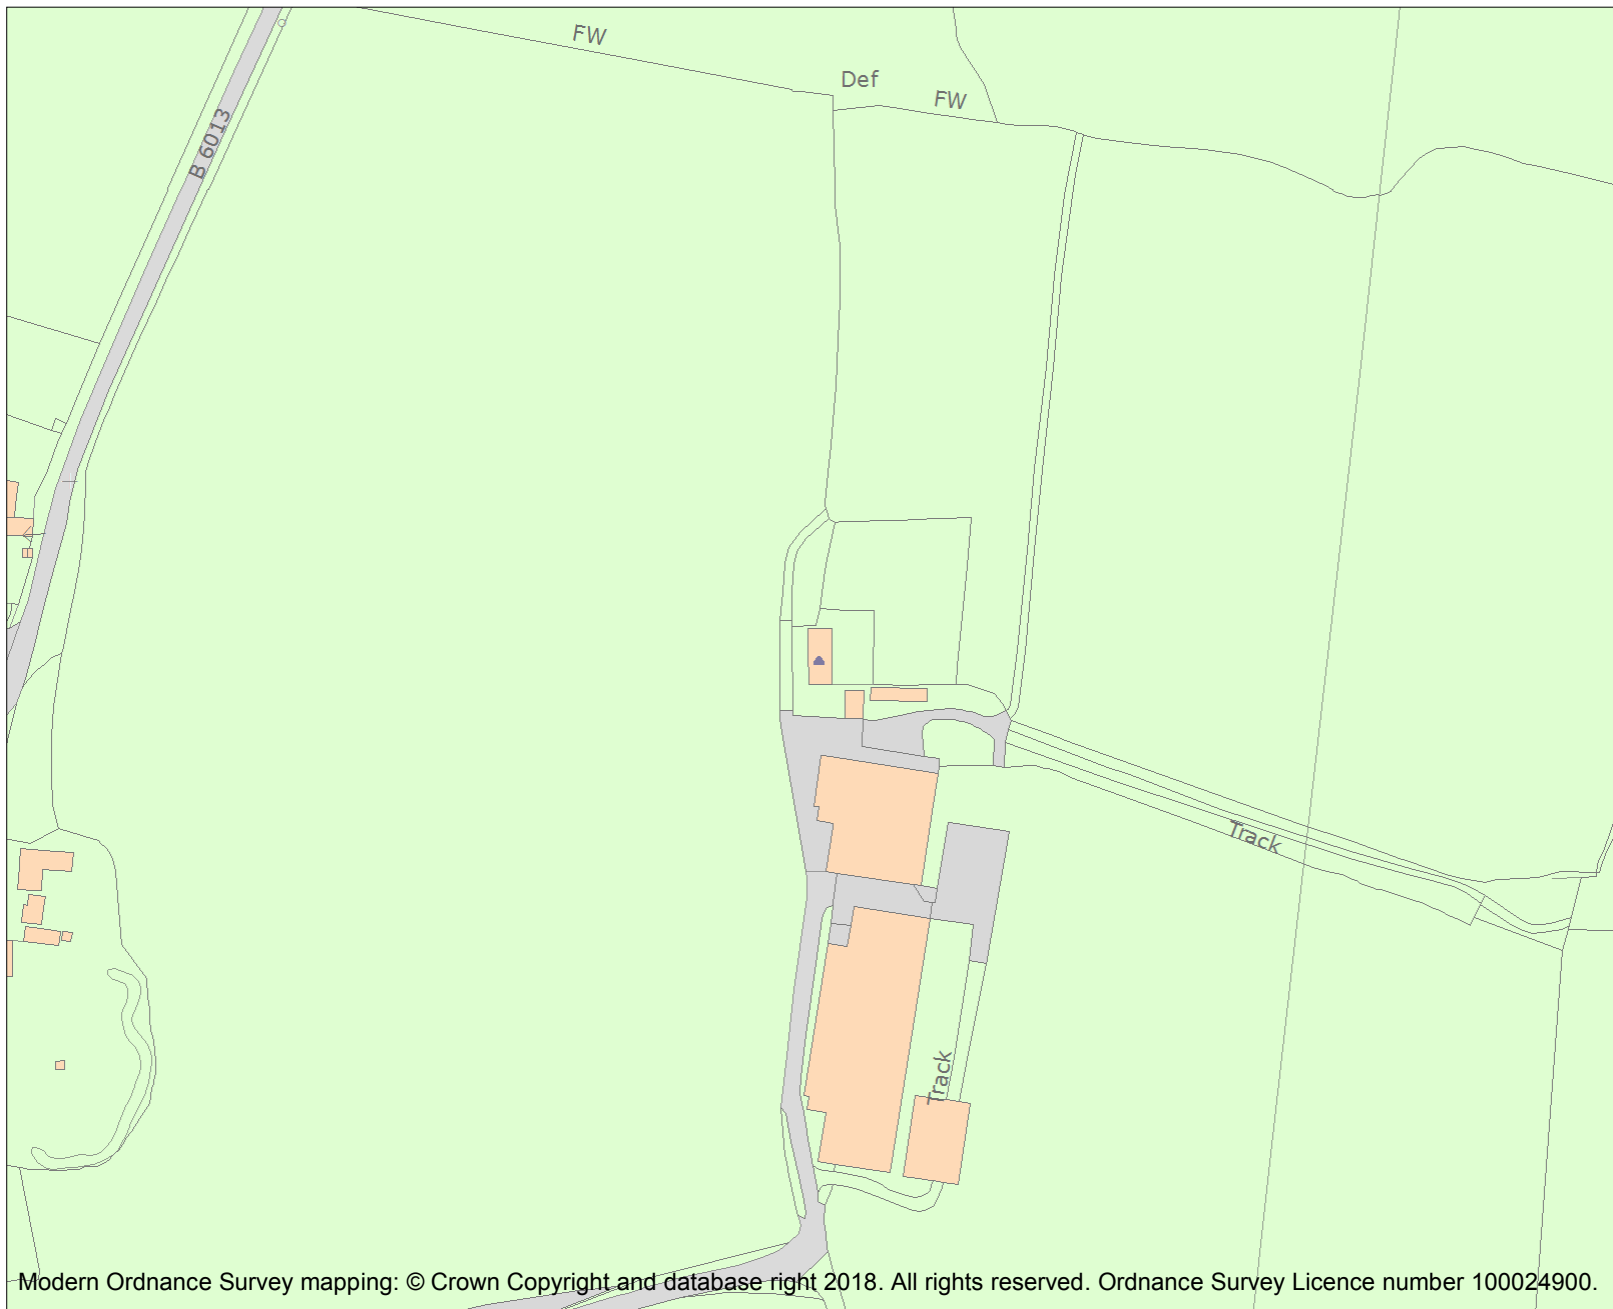 FW
Def
FW
B 6013
Track
Track
Modern Ordnance Survey mapping: © Crown Copyright and database right 2018. All rights reserved. Ordnance Survey Licence number 100024900.